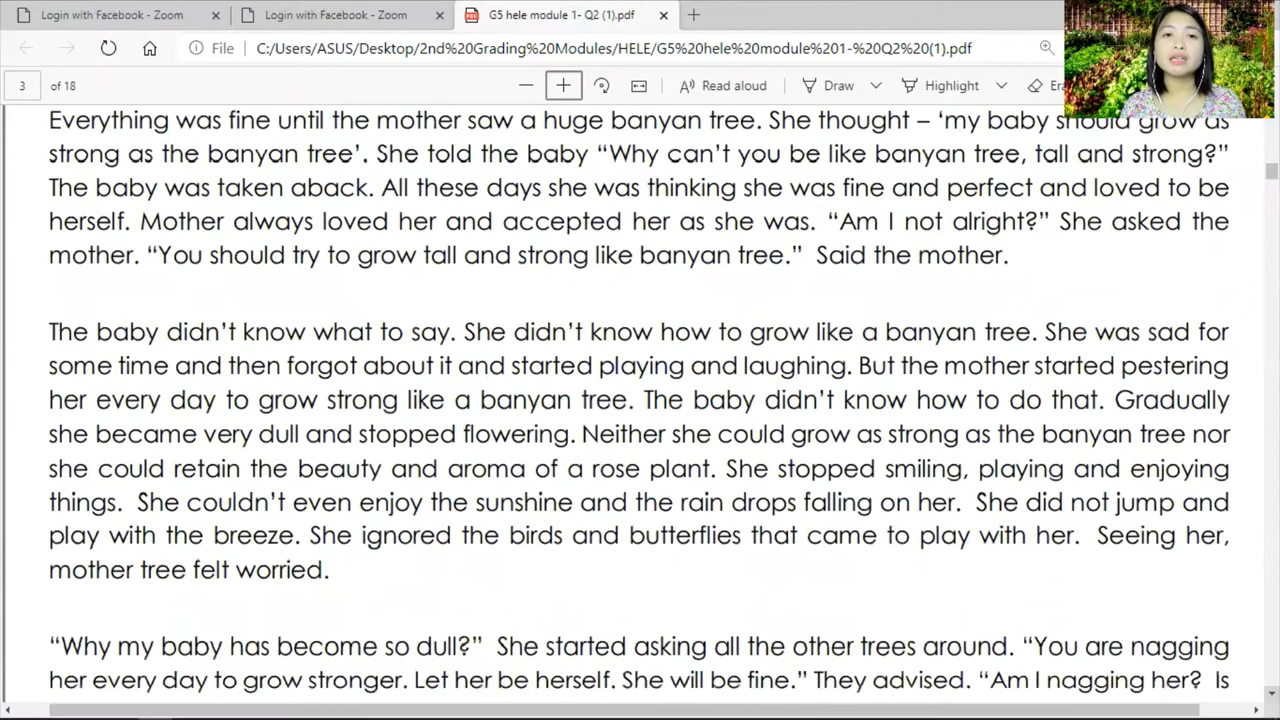 Login with Facebook - Zoom
Login with Facebook - Zoom
G5 hele module 1- Q2 (1).pdf
File
C:/Users/ASUS/Desktop/2nd%20Grading%20Modules/HELE/G5%20hele%20module%201-%20Q2%20(1).pdf
3 of 18
Read aloud
Draw
Highlight
Everything was fine until the mother saw a huge banyan tree. She thought – ‘my baby should grow as
strong as the banyan tree’. She told the baby “Why can’t you be like banyan tree, tall and strong?”
The baby was taken aback. All these days she was thinking she was fine and perfect and loved to be
herself. Mother always loved her and accepted her as she was. “Am I not alright?” She asked the
mother. “You should try to grow tall and strong like banyan tree.” Said the mother.
The baby didn’t know what to say. She didn’t know how to grow like a banyan tree. She was sad for
some time and then forgot about it and started playing and laughing. But the mother started pestering
her every day to grow strong like a banyan tree. The baby didn’t know how to do that. Gradually
she became very dull and stopped flowering. Neither she could grow as strong as the banyan tree nor
she could retain the beauty and aroma of a rose plant. She stopped smiling, playing and enjoying
things. She couldn’t even enjoy the sunshine and the rain drops falling on her. She did not jump and
play with the breeze. She ignored the birds and butterflies that came to play with her. Seeing her,
mother tree felt worried.
“Why my baby has become so dull?” She started asking all the other trees around. “You are nagging
her every day to grow stronger. Let her be herself. She will be fine.” They advised. “Am I nagging her? Is